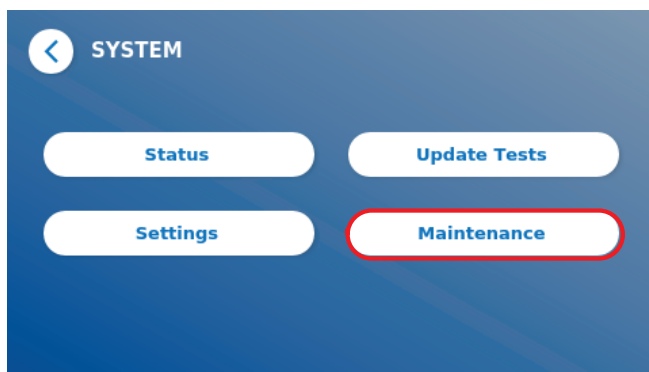 SYSTEM
Status
Update Tests
Settings
Maintenance